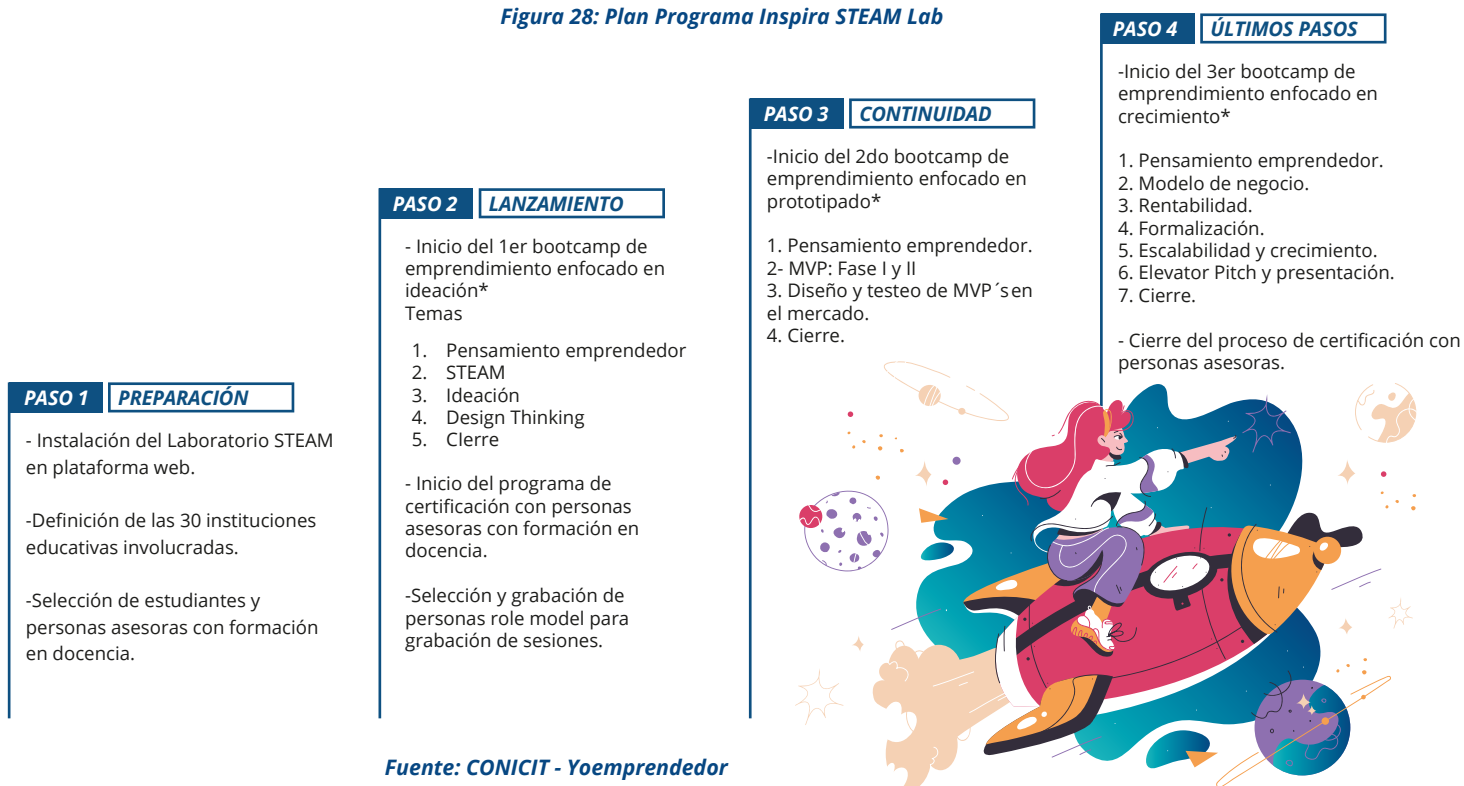 Figura 28: Plan Programa Inspira STEAM Lab
PASO 1 PREPARACIÓN
- Instalación del Laboratorio STEAM
en plataforma web.
-Definición de las 30 instituciones
educativas involucradas.
-Selección de estudiantes y
personas asesoras con formación
en docencia.
PASO 2 LANZAMIENTO
- Inicio del 1er bootcamp de
emprendimiento enfocado en
ideación*
Temas
1. Pensamiento emprendedor
2. STEAM
3. Ideación
4. Design Thinking
5. CIerre
- Inicio del programa de
certificación con personas
asesoras con formación en
docencia.
-Selección y grabación de
personas role model para
grabación de sesiones.
PASO 3 CONTINUIDAD
-Inicio del 2do bootcamp de
emprendimiento enfocado en
prototipado*
1. Pensamiento emprendedor.
2- MVP: Fase I y II
3. Diseño y testeo de MVP´s en
el mercado.
4. Cierre.
PASO 4 ÚLTIMOS PASOS
-Inicio del 3er bootcamp de
emprendimiento enfocado en
crecimiento*
1. Pensamiento emprendedor.
2. Modelo de negocio.
3. Rentabilidad.
4. Formalización.
5. Escalabilidad y crecimiento.
6. Elevator Pitch y presentación.
7. Cierre.
- Cierre del proceso de certificación con
personas asesoras.
Fuente: CONICIT - Yoemprendedor